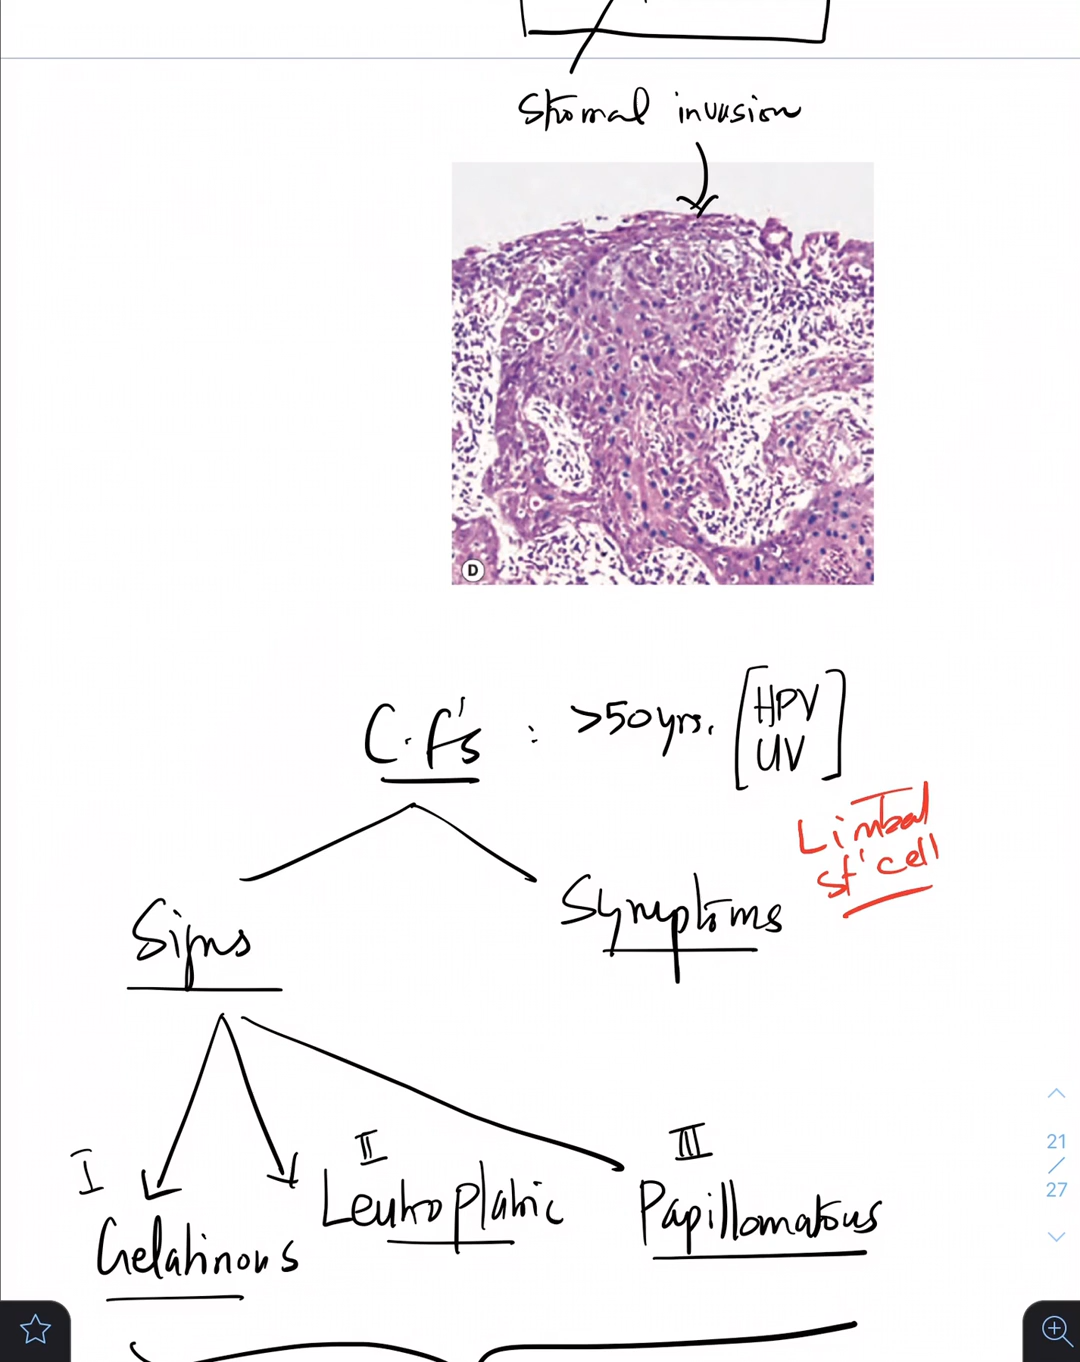 Stromal invasion
D
C.f's : >50yrs. [HPV
UV]
Limbal
st' cell
Signs
Symptoms
I
II
III
Gelatinous
Leukoplakic
Papillomatous
21
/
27